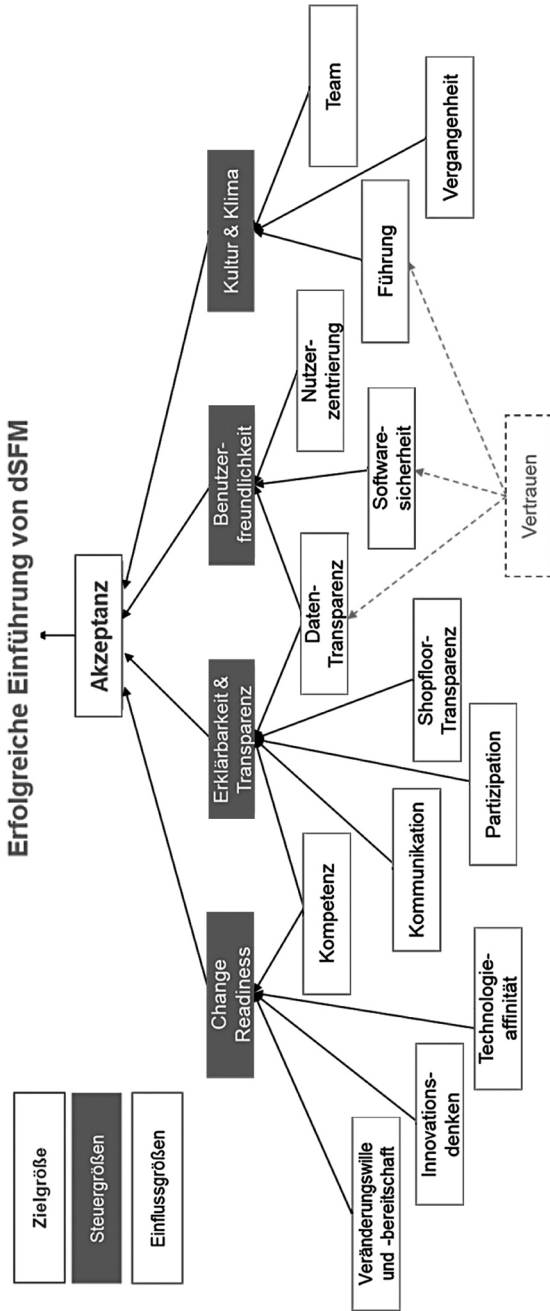 Erfolgreiche Einführung von dSFM
Zielgröße
Steuergrößen
Einflussgrößen
Akzeptanz
Change
Readiness
Erklärbarkeit &
Transparenz
Benutzer-
freundlichkeit
Kultur & Klima
Veränderungswille
und -bereitschaft
Innovations-
denken
Technologie-
affinität
Kompetenz
Kommunikation
Partizipation
Shopfloor-
Transparenz
Daten-
Transparenz
Software-
sicherheit
Nutzer-
zentrierung
Führung
Vergangenheit
Team
Vertrauen